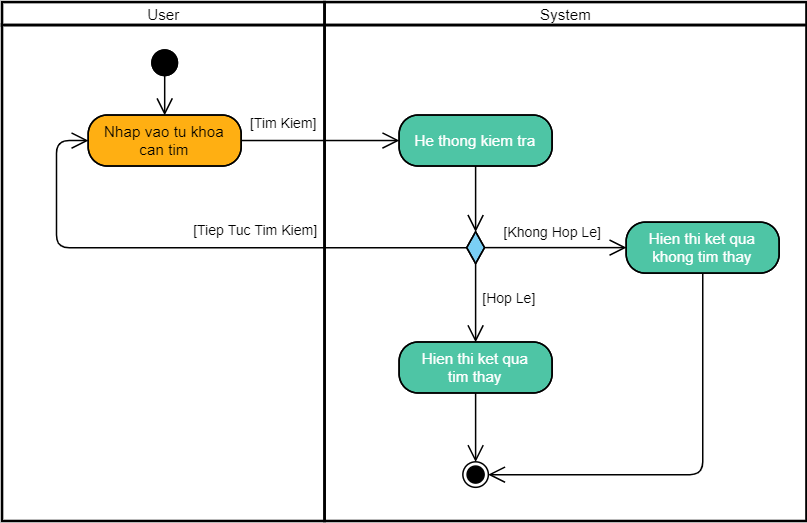 User
System
[Tim Kiem]
Nhap vao tu khoa
can tim
He thong kiem tra
[Tiep Tuc Tim Kiem]
[Khong Hop Le]
Hien thi ket qua
khong tim thay
[Hop Le]
Hien thi ket qua
tim thay